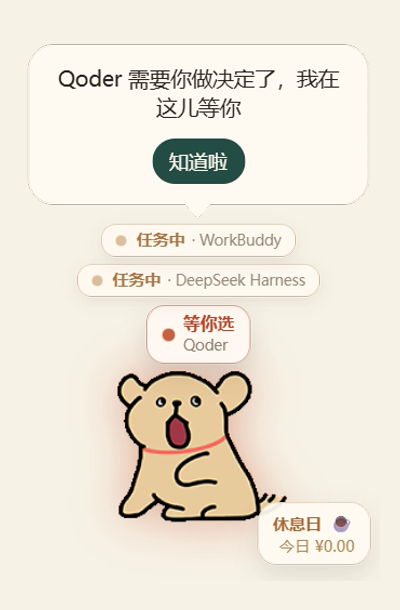 Qoder 需要你做决定了，我在
这儿等你
知道啦
任务中 · WorkBuddy
任务中 · DeepSeek Harness
等你选
Qoder
休息日
今日 ¥0.00